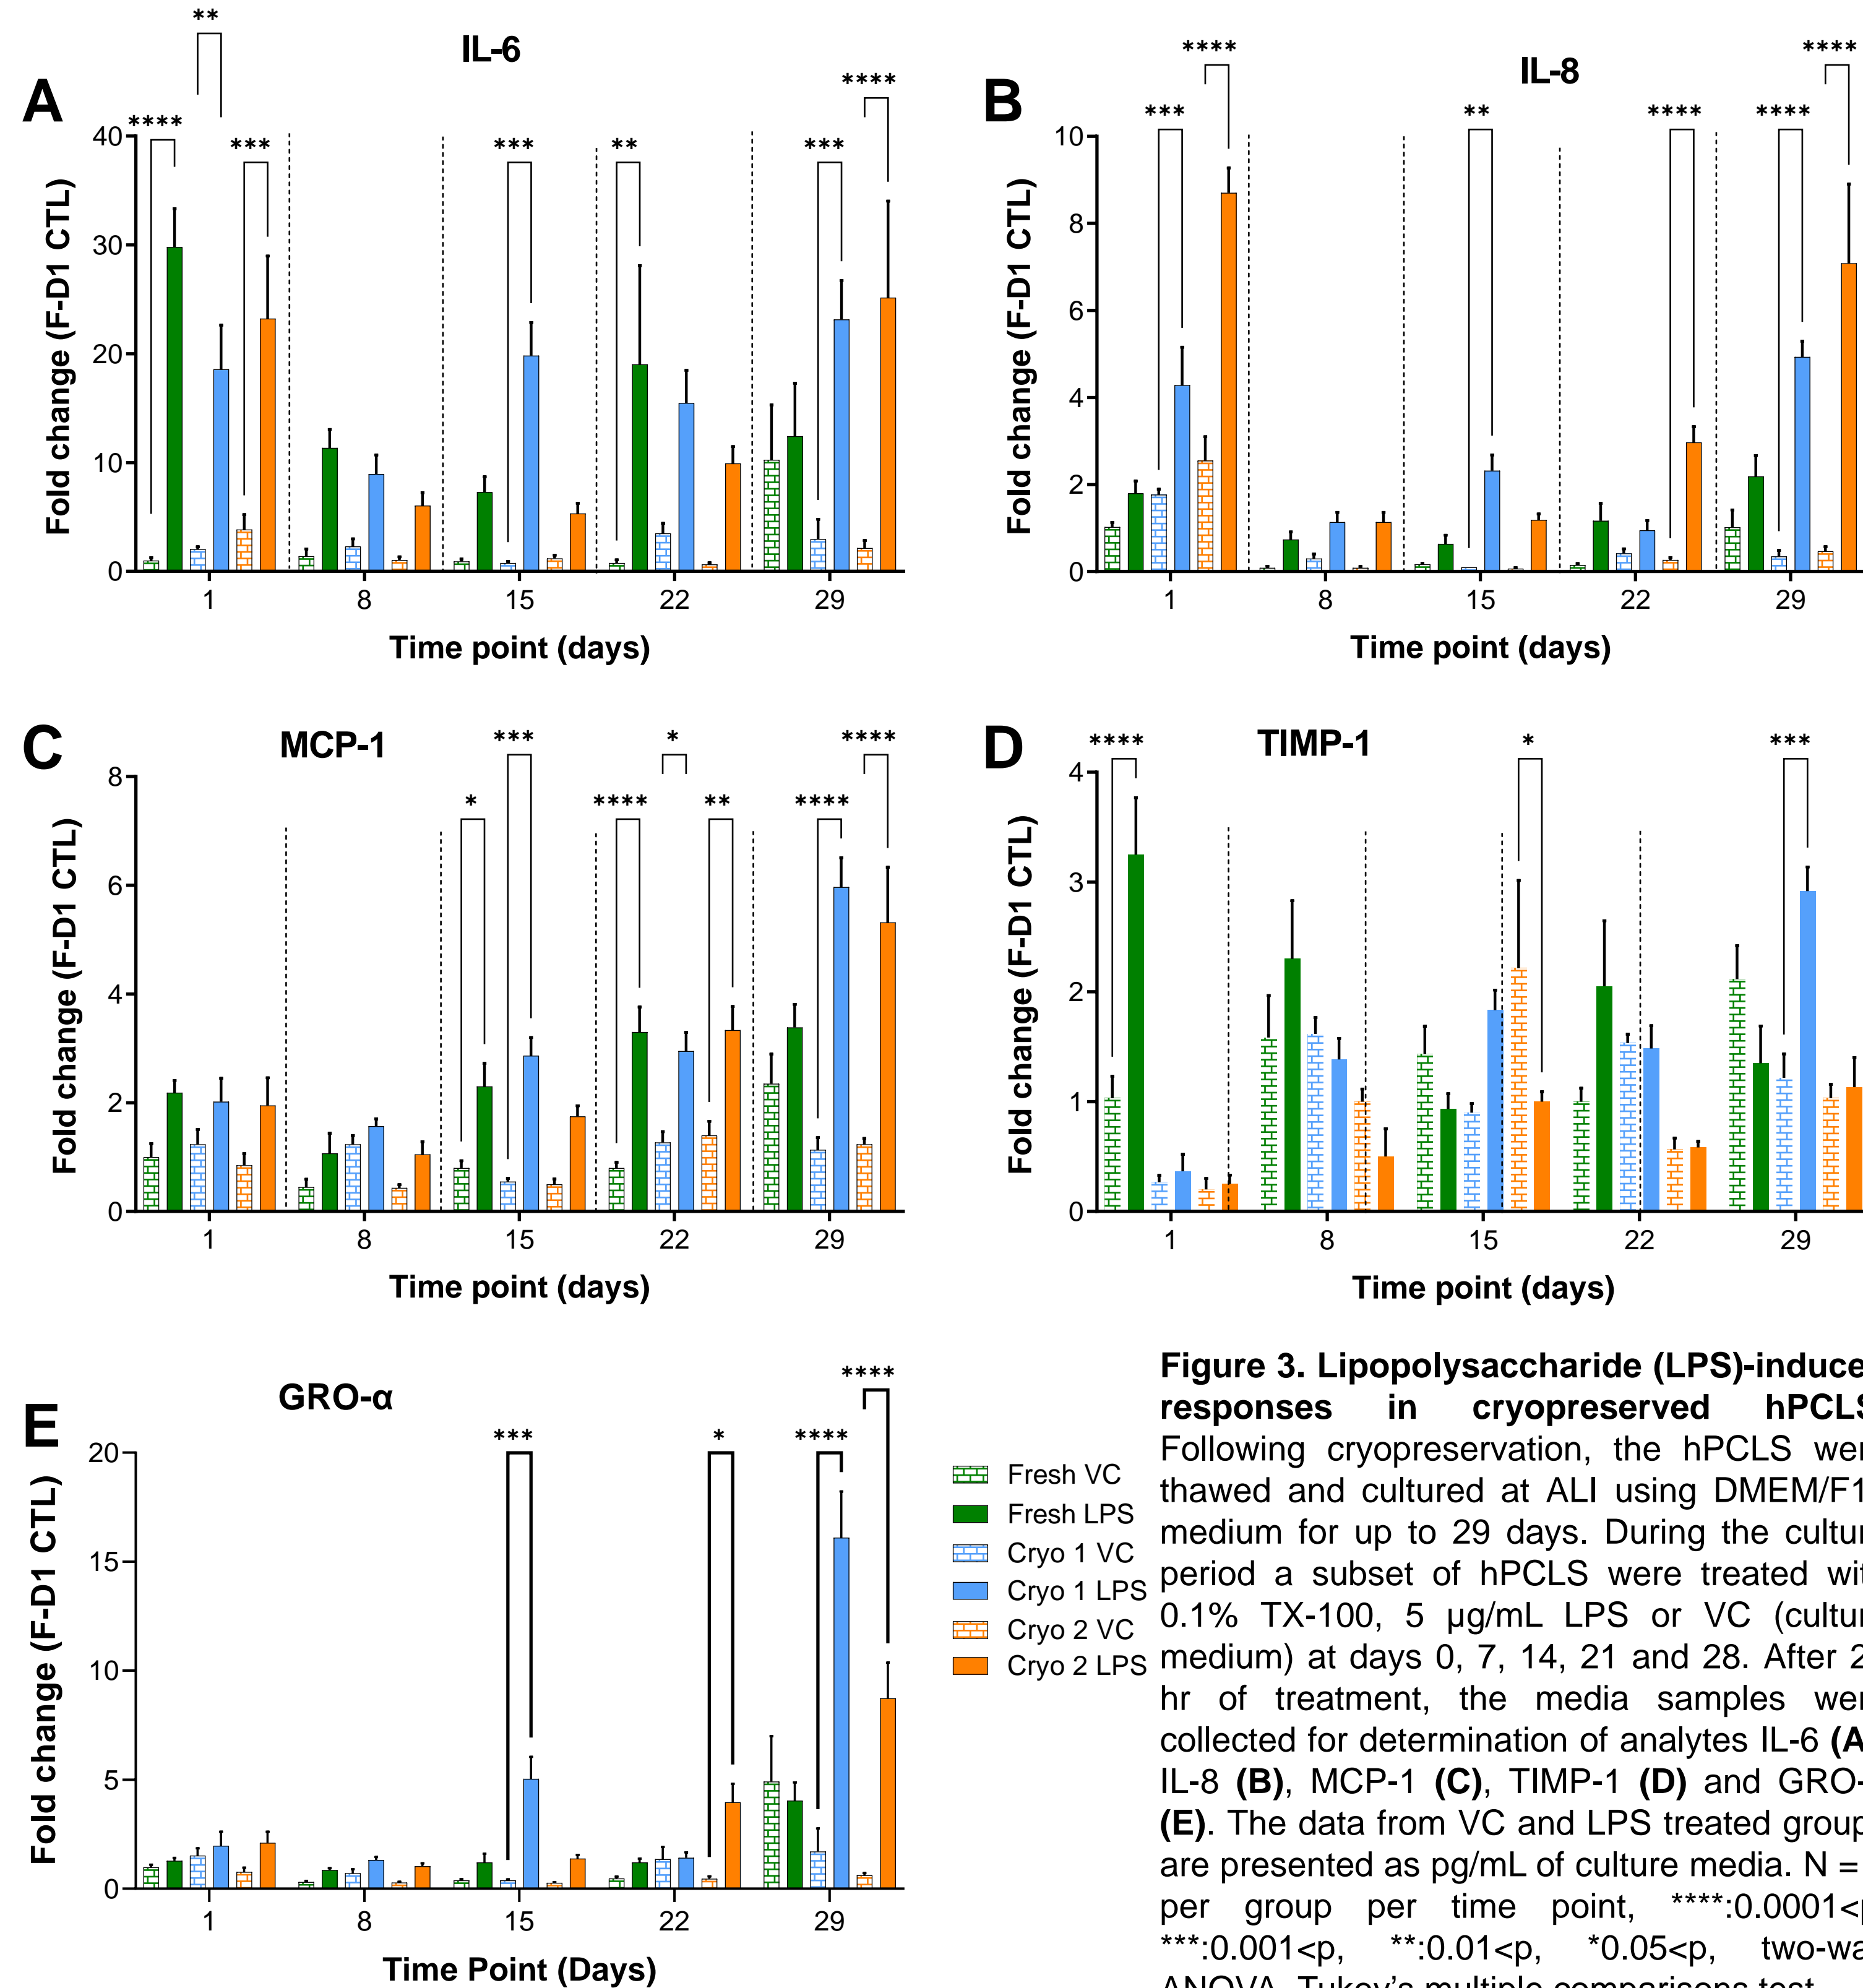 A
IL-6
**
****
***
***
**
***
****
Fold change (F-D1 CTL)
40
30
20
10
0
1 8 15 22 29
Time point (days)
B
IL-8
***
****
**
****
****
****
Fold change (F-D1 CTL)
10
8
6
4
2
0
1 8 15 22 29
Time point (days)
C
MCP-1
*
***
****
*
**
****
****
Fold change (F-D1 CTL)
8
6
4
2
0
1 8 15 22 29
Time point (days)
D
TIMP-1
****
*
***
Fold change (F-D1 CTL)
4
3
2
1
0
1 8 15 22 29
Time point (days)
E
GRO-α
***
*
****
****
Fold change (F-D1 CTL)
20
15
10
5
0
1 8 15 22 29
Time Point (Days)
Fresh VC
Fresh LPS
Cryo 1 VC
Cryo 1 LPS
Cryo 2 VC
Cryo 2 LPS
Figure 3. Lipopolysaccharide (LPS)-induce
responses in cryopreserved hPCLS
Following cryopreservation, the hPCLS wer
thawed and cultured at ALI using DMEM/F1
medium for up to 29 days. During the cultur
period a subset of hPCLS were treated wit
0.1% TX-100, 5 µg/mL LPS or VC (cultur
medium) at days 0, 7, 14, 21 and 28. After 2
hr of treatment, the media samples wer
collected for determination of analytes IL-6 (A
IL-8 (B), MCP-1 (C), TIMP-1 (D) and GRO-
(E). The data from VC and LPS treated group
are presented as pg/mL of culture media. N =
per group per time point, ****:0.0001<p
***:0.001<p, **:0.01<p, *0.05<p, two-wa
ANOVA, Tukey's multiple comparisons test